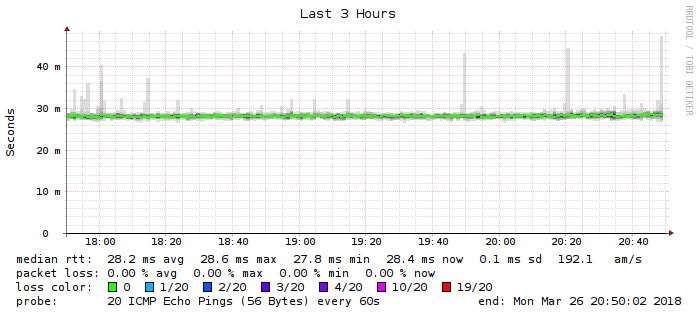 Last 3 Hours
RRDTOOL / TOBI OETIKER
Seconds
40 m
30 m
20 m
10 m
0
18:00 18:20 18:40 19:00 19:20 19:40 20:00 20:20 20:40
median rtt: 28.2 ms avg 28.6 ms max 27.8 ms min 28.4 ms now 0.1 ms sd 192.1 am/s
packet loss: 0.00 % avg 0.00 % max 0.00 % min 0.00 % now
loss color: 0 1/20 2/20 3/20 4/20 10/20 19/20
probe: 20 ICMP Echo Pings (56 Bytes) every 60s end: Mon Mar 26 20:50:02 2018